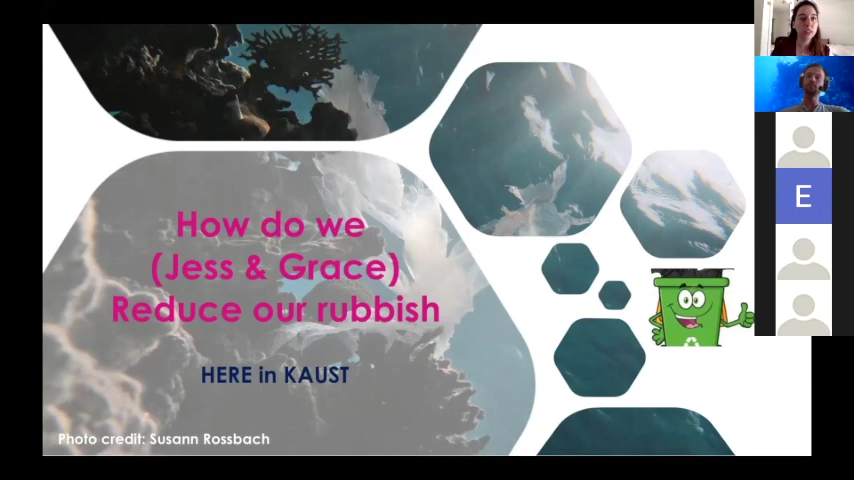 How do we
(Jess & Grace)
Reduce our rubbish
HERE in KAUST
Photo credit: Susann Rossbach
E